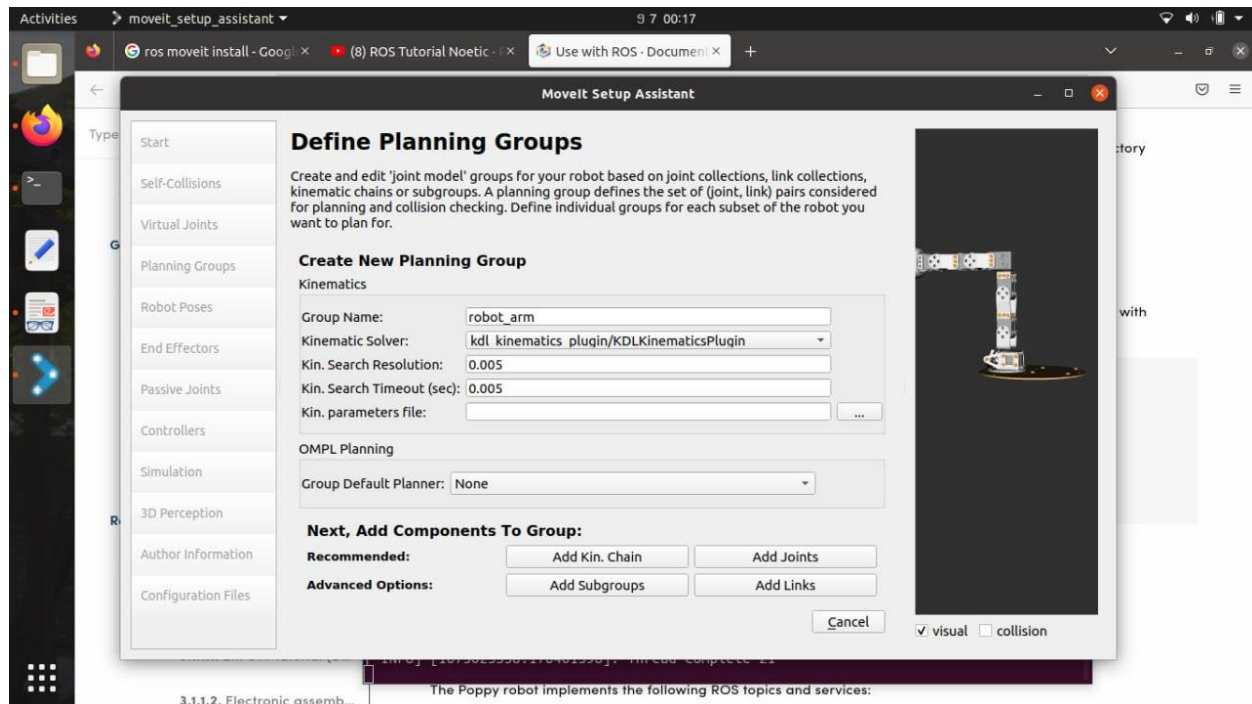 Activities
moveit_setup_assistant
9 7 00:17
ros moveit install - Googl
(8) ROS Tutorial Noetic -
Use with ROS - Document
MoveIt Setup Assistant
Type
Start
Self-Collisions
Virtual Joints
Planning Groups
Robot Poses
End Effectors
Passive Joints
Controllers
Simulation
3D Perception
Author Information
Configuration Files
Define Planning Groups
Create and edit 'joint model' groups for your robot based on joint collections, link collections,
kinematic chains or subgroups. A planning group defines the set of (joint, link) pairs considered
for planning and collision checking. Define individual groups for each subset of the robot you
want to plan for.
Create New Planning Group
Kinematics
Group Name: robot_arm
Kinematic Solver: kdl_kinematics_plugin/KDLKinematicsPlugin
Kin. Search Resolution: 0.005
Kin. Search Timeout (sec): 0.005
Kin. parameters file: ...
OMPL Planning
Group Default Planner: None
Next, Add Components To Group:
Recommended: Add Kin. Chain Add Joints
Advanced Options: Add Subgroups Add Links
Cancel
visual collision
ctory
with
The Poppy robot implements the following ROS topics and services:
3.1.1.2. Electronic assemb...